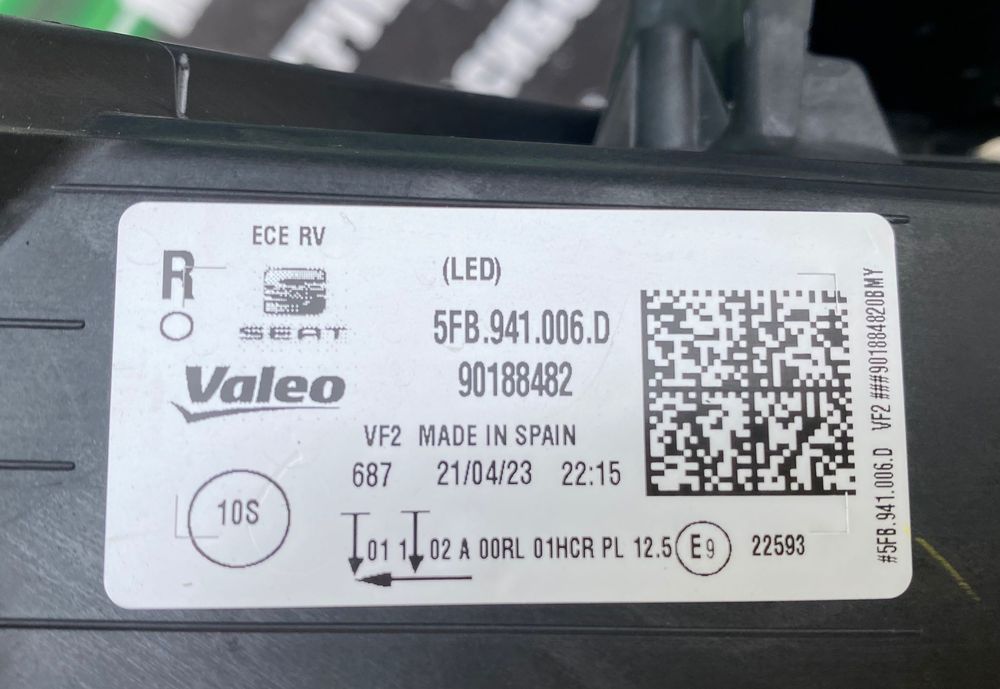 ECE RV
R
SEAT
(LED)
5FB.941.006.D
Valeo
90188482
VF2 MADE IN SPAIN
687 21/04/23 22:15
10S
01 1 02 A 00RL 01HCR PL 12.5 E9 22593
#5FB.941.006.D VF2 ###901884820BMY